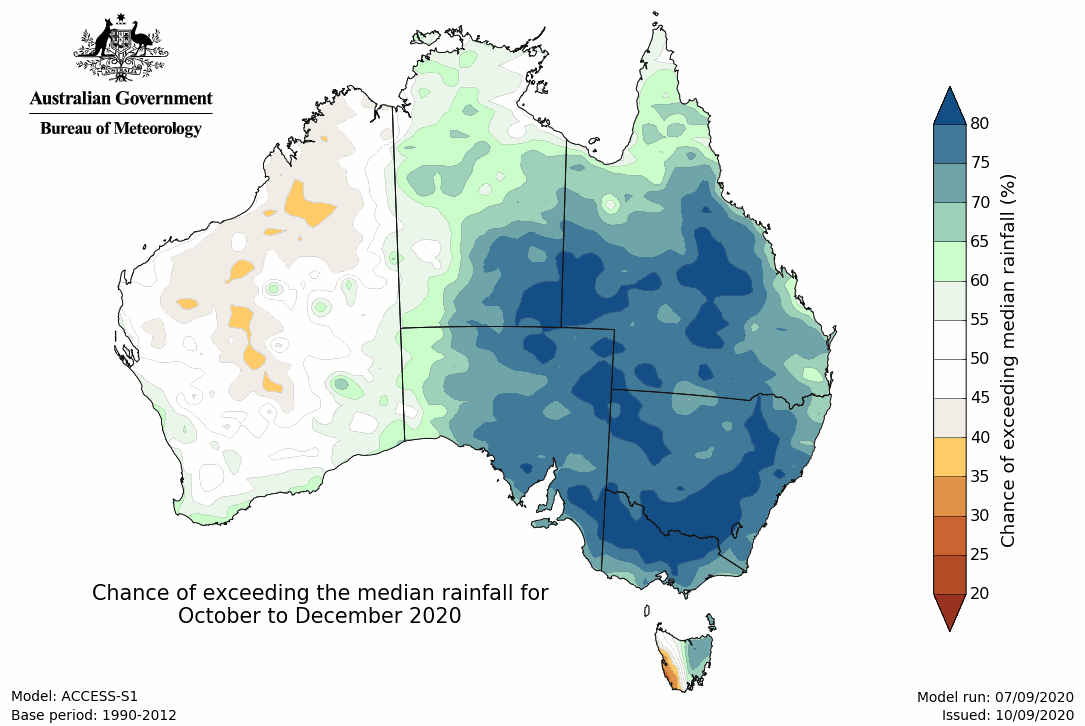 AUSTRALIA
Australian Government
Bureau of Meteorology
80
75
70
65
60
55
50
45
40
35
30
25
20
Chance of exceeding median rainfall (%)
Chance of exceeding the median rainfall for
October to December 2020
Model: ACCESS-S1
Base period: 1990-2012
Model run: 07/09/2020
Issued: 10/09/2020